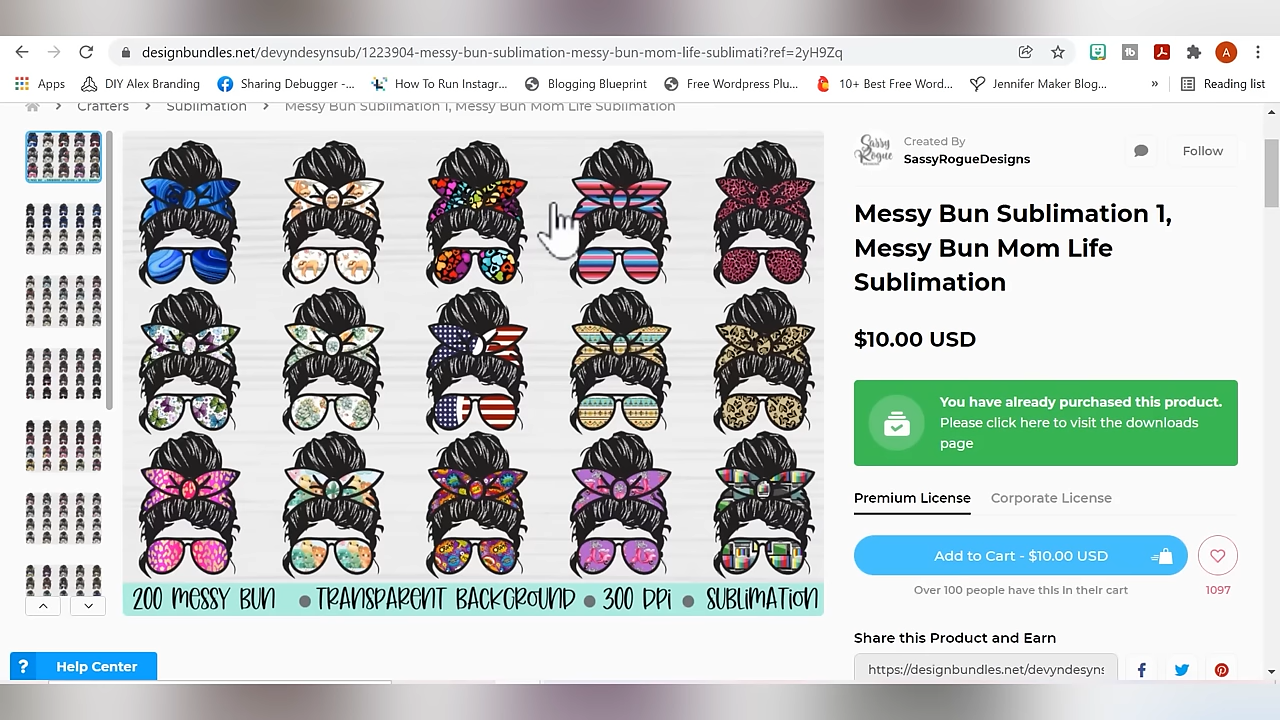 designbundles.net/devyndesynsub/1223904-messy-bun-sublimation-messy-bun-mom-life-sublimati?ref=2yH9Zq
A
Apps
DIY Alex Branding
Sharing Debugger -...
How To Run Instagr...
Blogging Blueprint
Free Wordpress Plu...
10+ Best Free Word...
Jennifer Maker Blog...
»
Reading list
Crafters
Sublimation
Messy Bun Sublimation 1, Messy Bun Mom Life Sublimation
Sassy
Rogue
Created By
SassyRogueDesigns
Follow
Messy Bun Sublimation 1,
Messy Bun Mom Life
Sublimation
$10.00 USD
You have already purchased this product.
Please click here to visit the downloads
page
Premium License
Corporate License
Add to Cart - $10.00 USD
Over 100 people have this in their cart
1097
200 MESSY BUN ● TRANSPARENT BACKGROUND ● 300 DPI ● SUBLIMATION
Share this Product and Earn
https://designbundles.net/devyndesyns
? Help Center